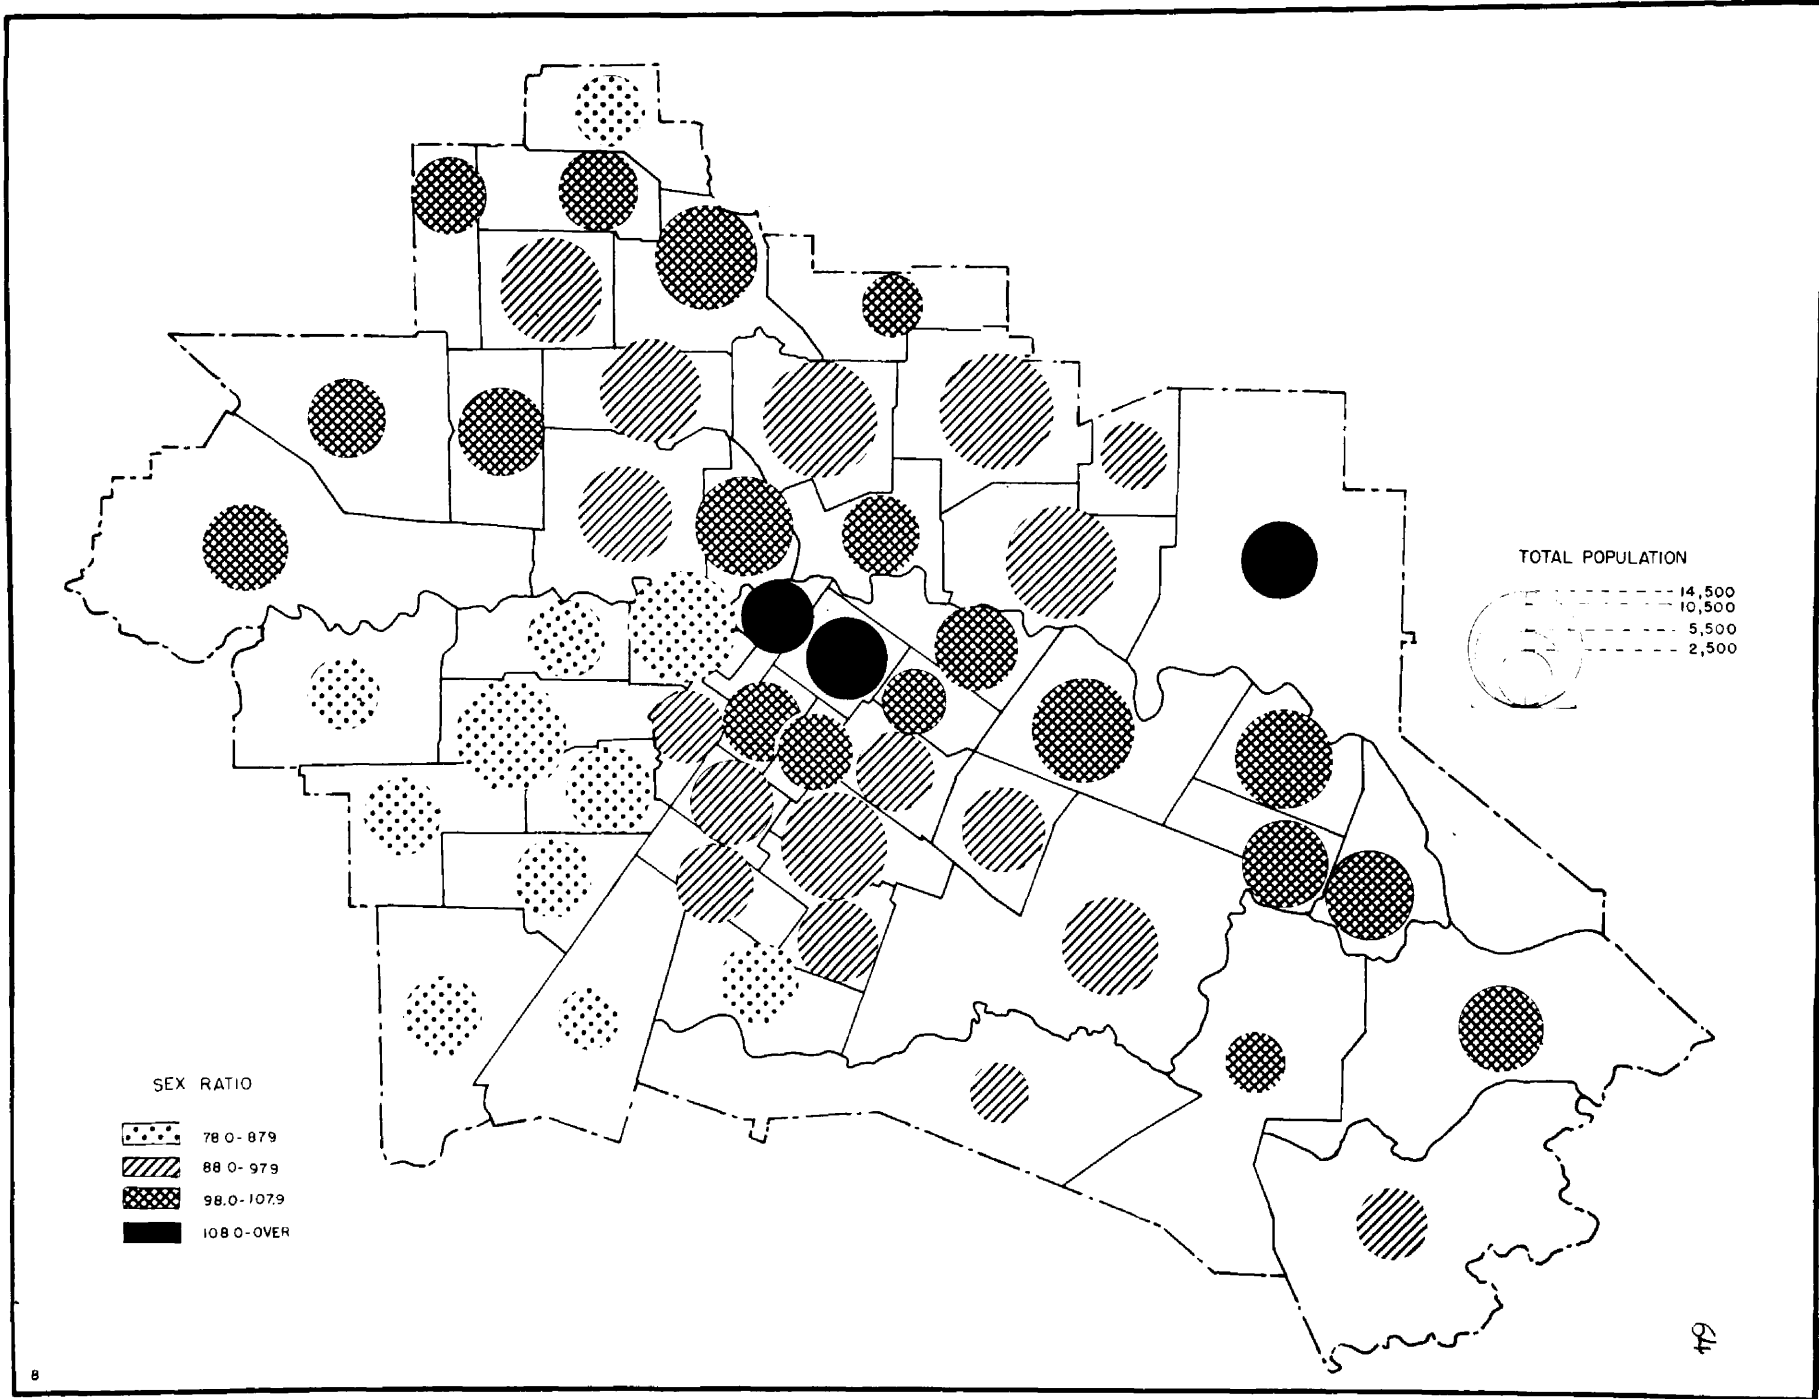 TOTAL POPULATION
14,500
10,500
5,500
2,500
SEX RATIO
78 0-87 9
88 0-97 9
98.0-107.9
108 0-OVER
64
8